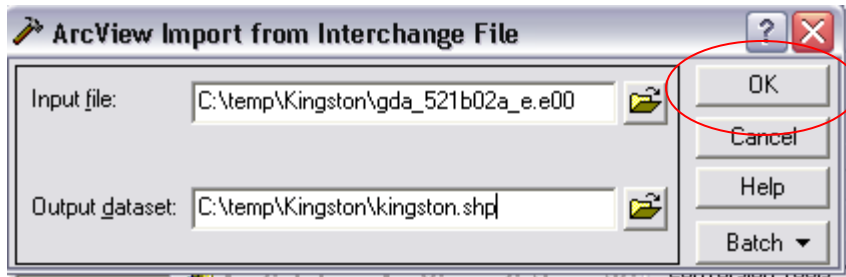 ArcView Import from Interchange File
Input file: C:\temp\Kingston\gda_521b02a_e.e00
OK
Cancel
Output dataset: C:\temp\Kingston\kingston.shp
Help
Batch